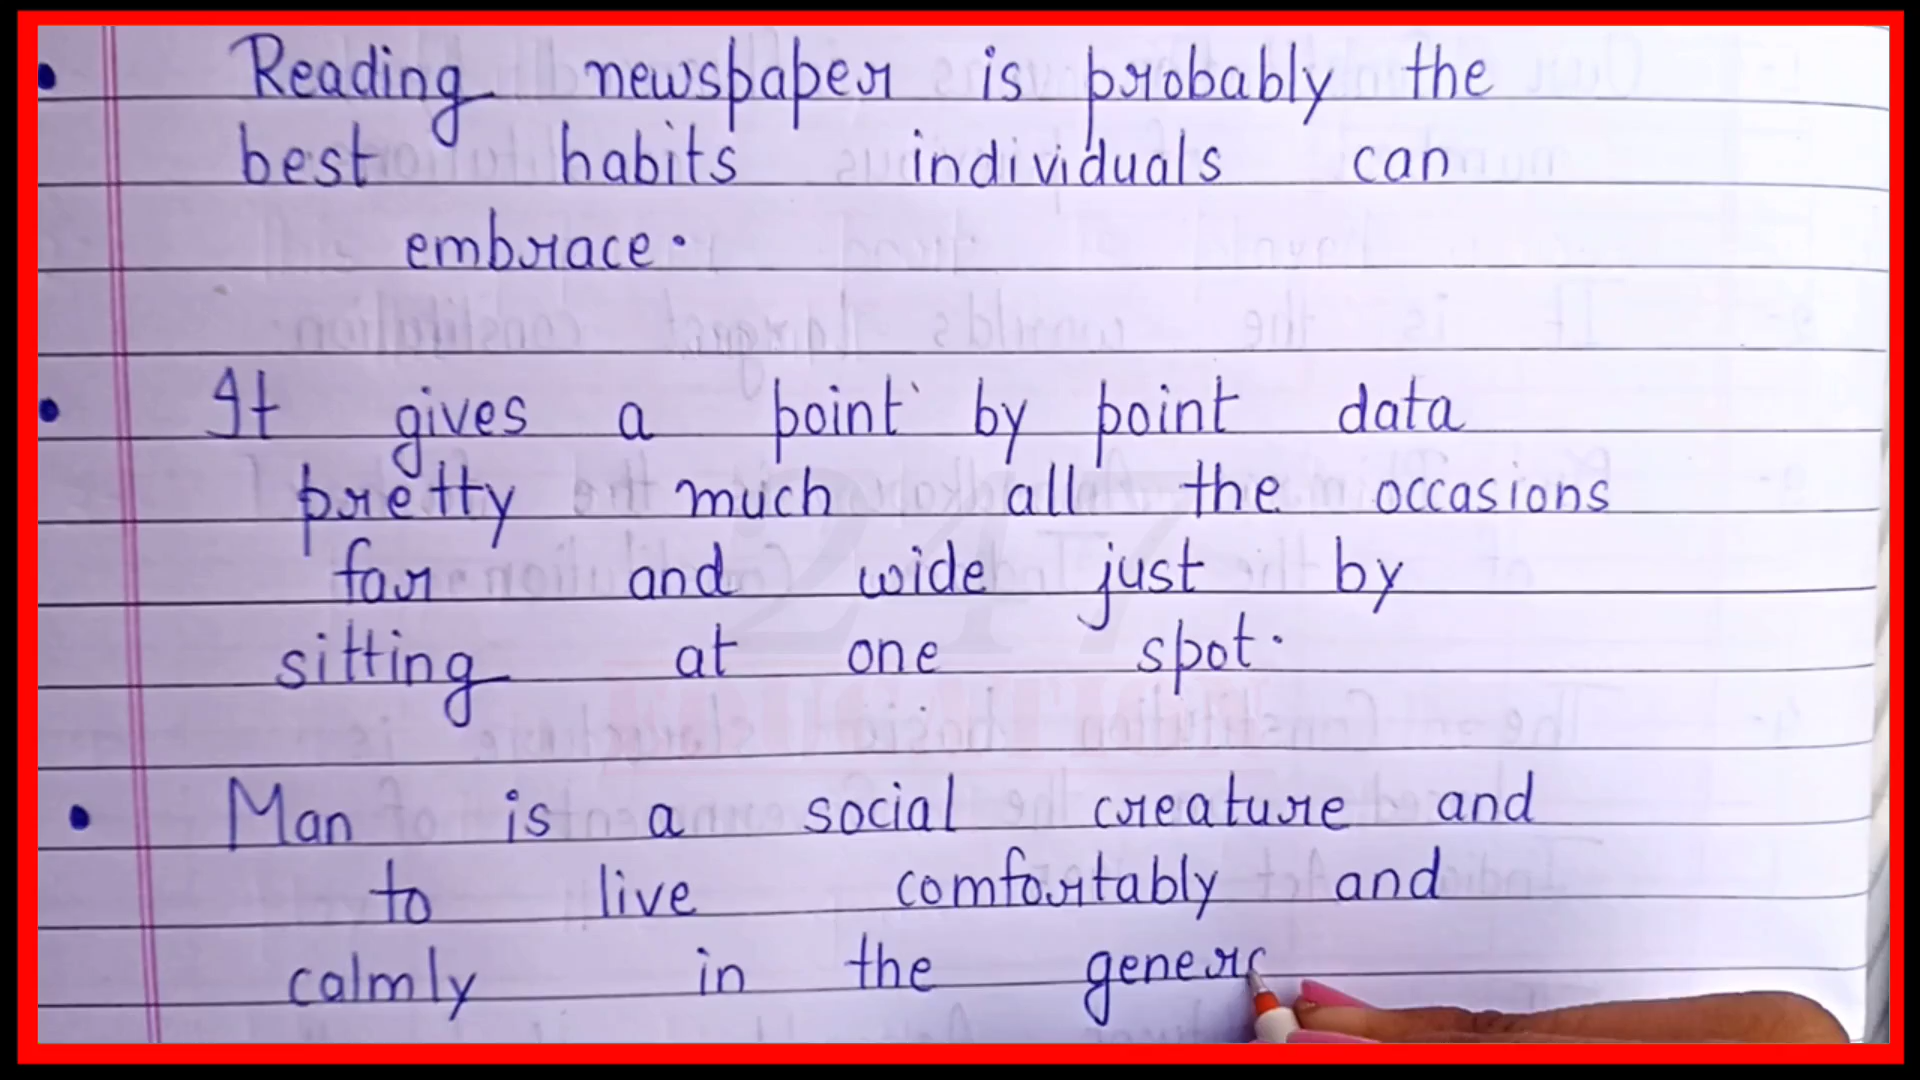 • Reading newspaper is probably the
best habits individuals can
embrace.
• It gives a point by point data
pretty much all the occasions
far and wide just by
sitting at one spot.
• Man is a social creature and
to live comfortably and
calmly in the genera
247